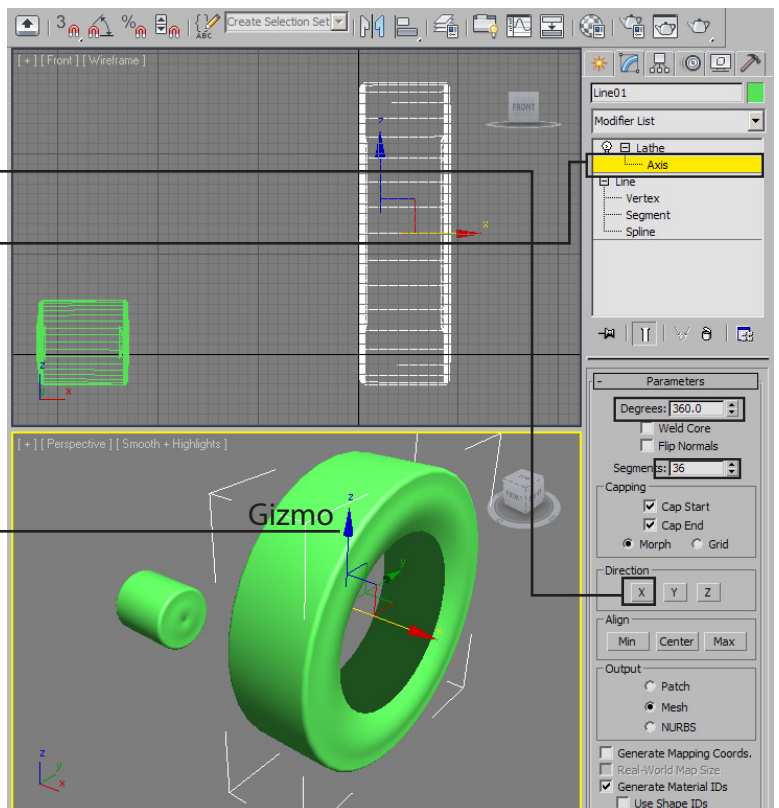 3
%
ABC
Create Selection Set
[ + ] [ Front ] [ Wireframe ]
FRONT
z
x
z
y
x
[ + ] [ Perspective ] [ Smooth + Highlights ]
FRONT
Gizmo
z
y
x
z
y
x
Line01
Modifier List
Lathe
Axis
Line
Vertex
Segment
Spline
- Parameters
Degrees: 360.0
Weld Core
Flip Normals
Segments: 36
Capping
Cap Start
Cap End
Morph Grid
Direction
X Y Z
Align
Min Center Max
Output
Patch
Mesh
NURBS
Generate Mapping Coords.
Real-World Map Size
Generate Material IDs
Use Shape IDs